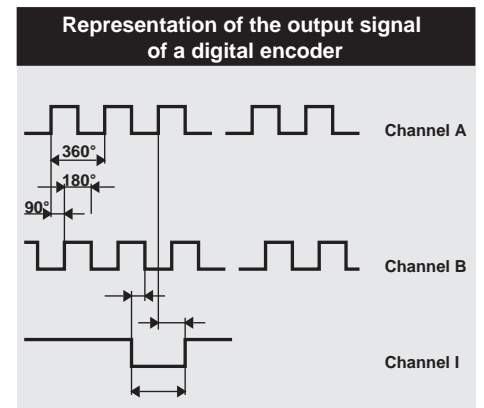 Representation of the output signal
of a digital encoder
Channel A
360°
180°
90°
Channel B
Channel I